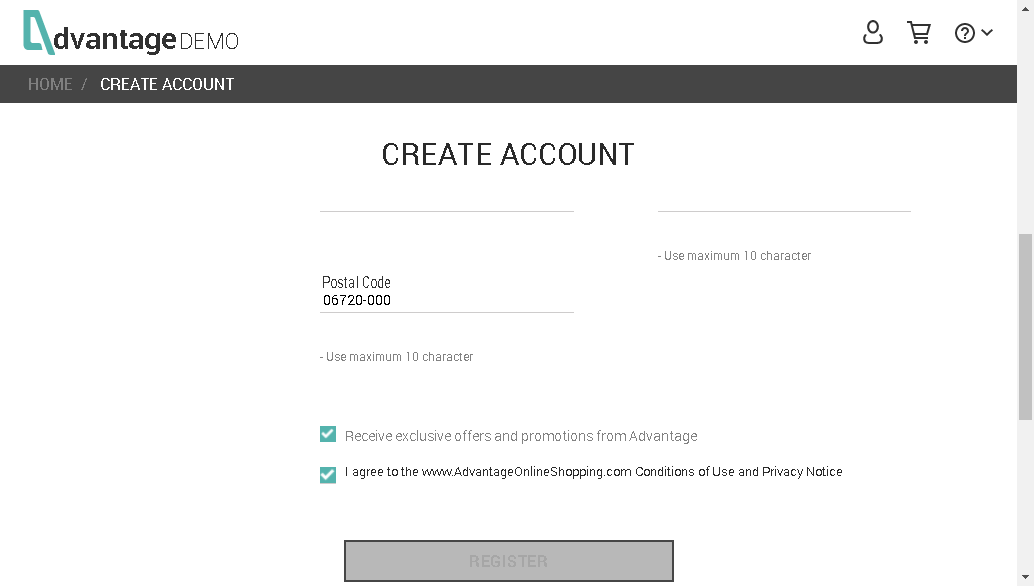 dvantage DEMO
HOME / CREATE ACCOUNT
CREATE ACCOUNT
- Use maximum 10 character
Postal Code
06720-000
- Use maximum 10 character
Receive exclusive offers and promotions from Advantage
I agree to the www.AdvantageOnlineShopping.com Conditions of Use and Privacy Notice
REGISTER